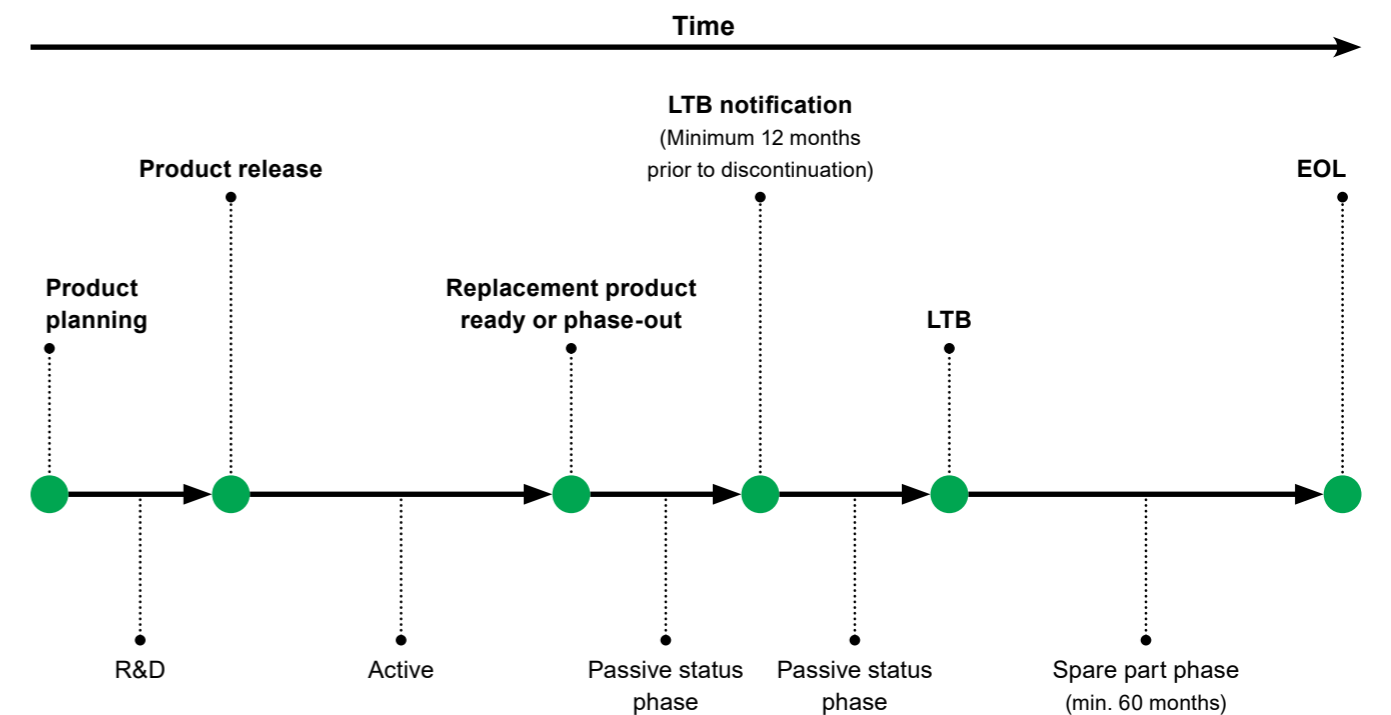 Time
LTB notification
(Minimum 12 months
prior to discontinuation)
Product release
EOL
Product
planning
Replacement product
ready or phase-out
LTB
R&D
Active
Passive status
phase
Passive status
phase
Spare part phase
(min. 60 months)